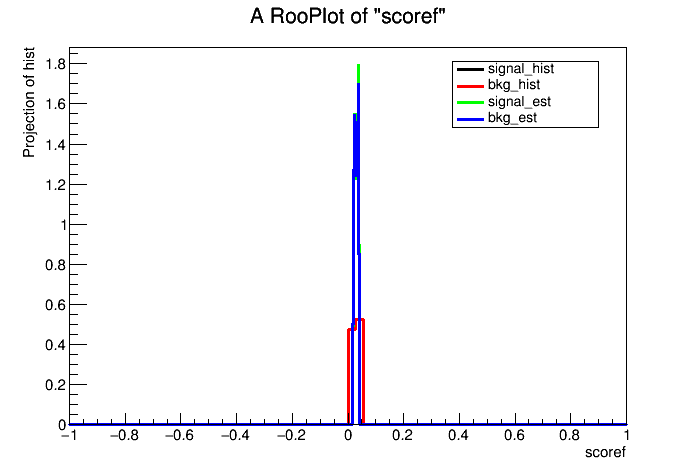 A RooPlot of "scoref"
Projection of hist
signal_hist
bkg_hist
signal_est
bkg_est
1.8
1.6
1.4
1.2
1
0.8
0.6
0.4
0.2
0
−1 −0.8 −0.6 −0.4 −0.2 0 0.2 0.4 0.6 0.8 1
scoref